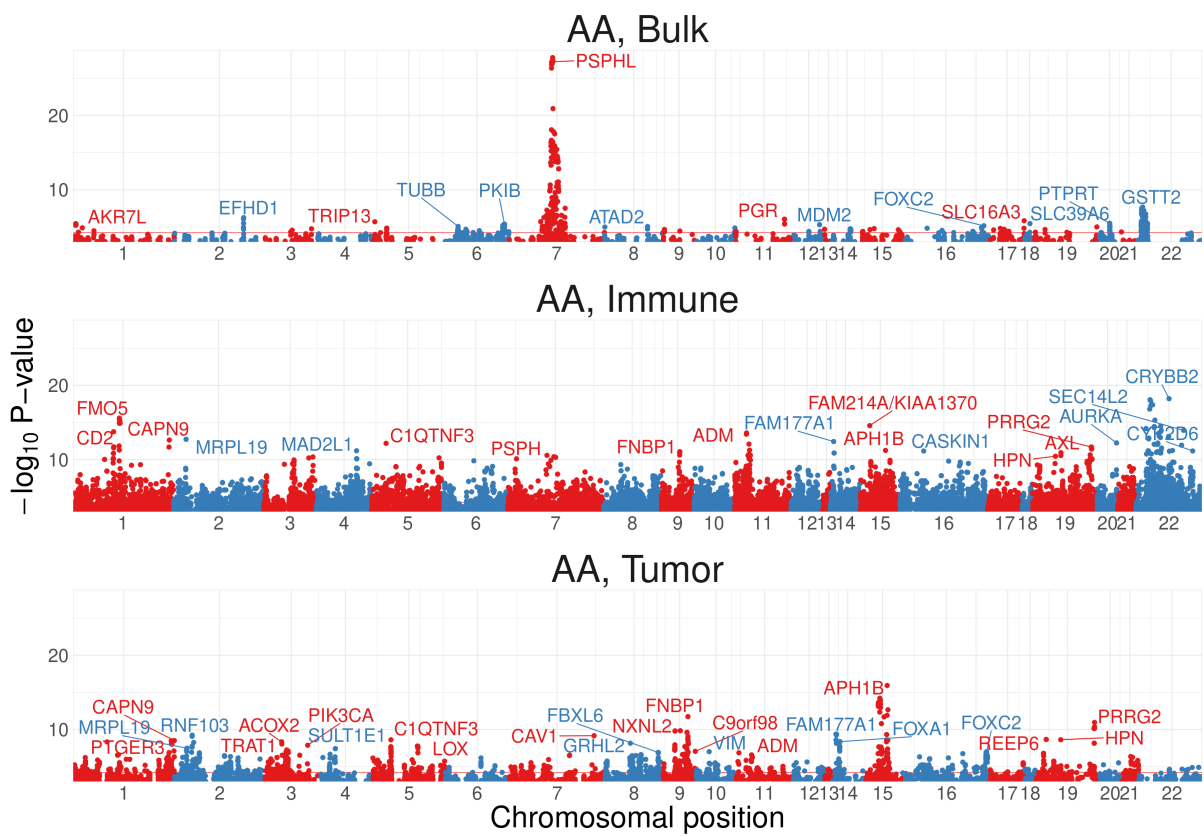 AA, Bulk
PSPHL
20
10
TUBB
PKIB
EFHD1
AKR7L
TRIP13
ATAD2
PGR
MDM2
FOXC2
SLC16A3
PTPRT
SLC39A6
GSTT2
1 2 3 4 5 6 7 8 9 10 11 12 13 14 15 16 17 18 19 20 21 22
AA, Immune
−log10 P−value
20
10
FMO5
CD2
CAPN9
MRPL19
MAD2L1
C1QTNF3
PSPH
FNBP1
ADM
FAM177A1
FAM214A/KIAA1370
APH1B
CASKIN1
PRRG2
HPN
AXL
SEC14L2
AURKA
CRYBB2
1 2 3 4 5 6 7 8 9 10 11 12 13 14 15 16 17 18 19 20 21 22
AA, Tumor
20
10
CAPN9
MRPL19
PTGER3
RNF103
ACOX2
TRAT1
PIK3CA
SULT1E1
C1QTNF3
LOX
CAV1
FBXL6
GRHL2
NXNL2
FNBP1
C9orf98
VIM
ADM
FAM177A1
APH1B
FOXA1
FOXC2
REEP6
PRRG2
HPN
1 2 3 4 5 6 7 8 9 10 11 12 13 14 15 16 17 18 19 20 21 22
Chromosomal position